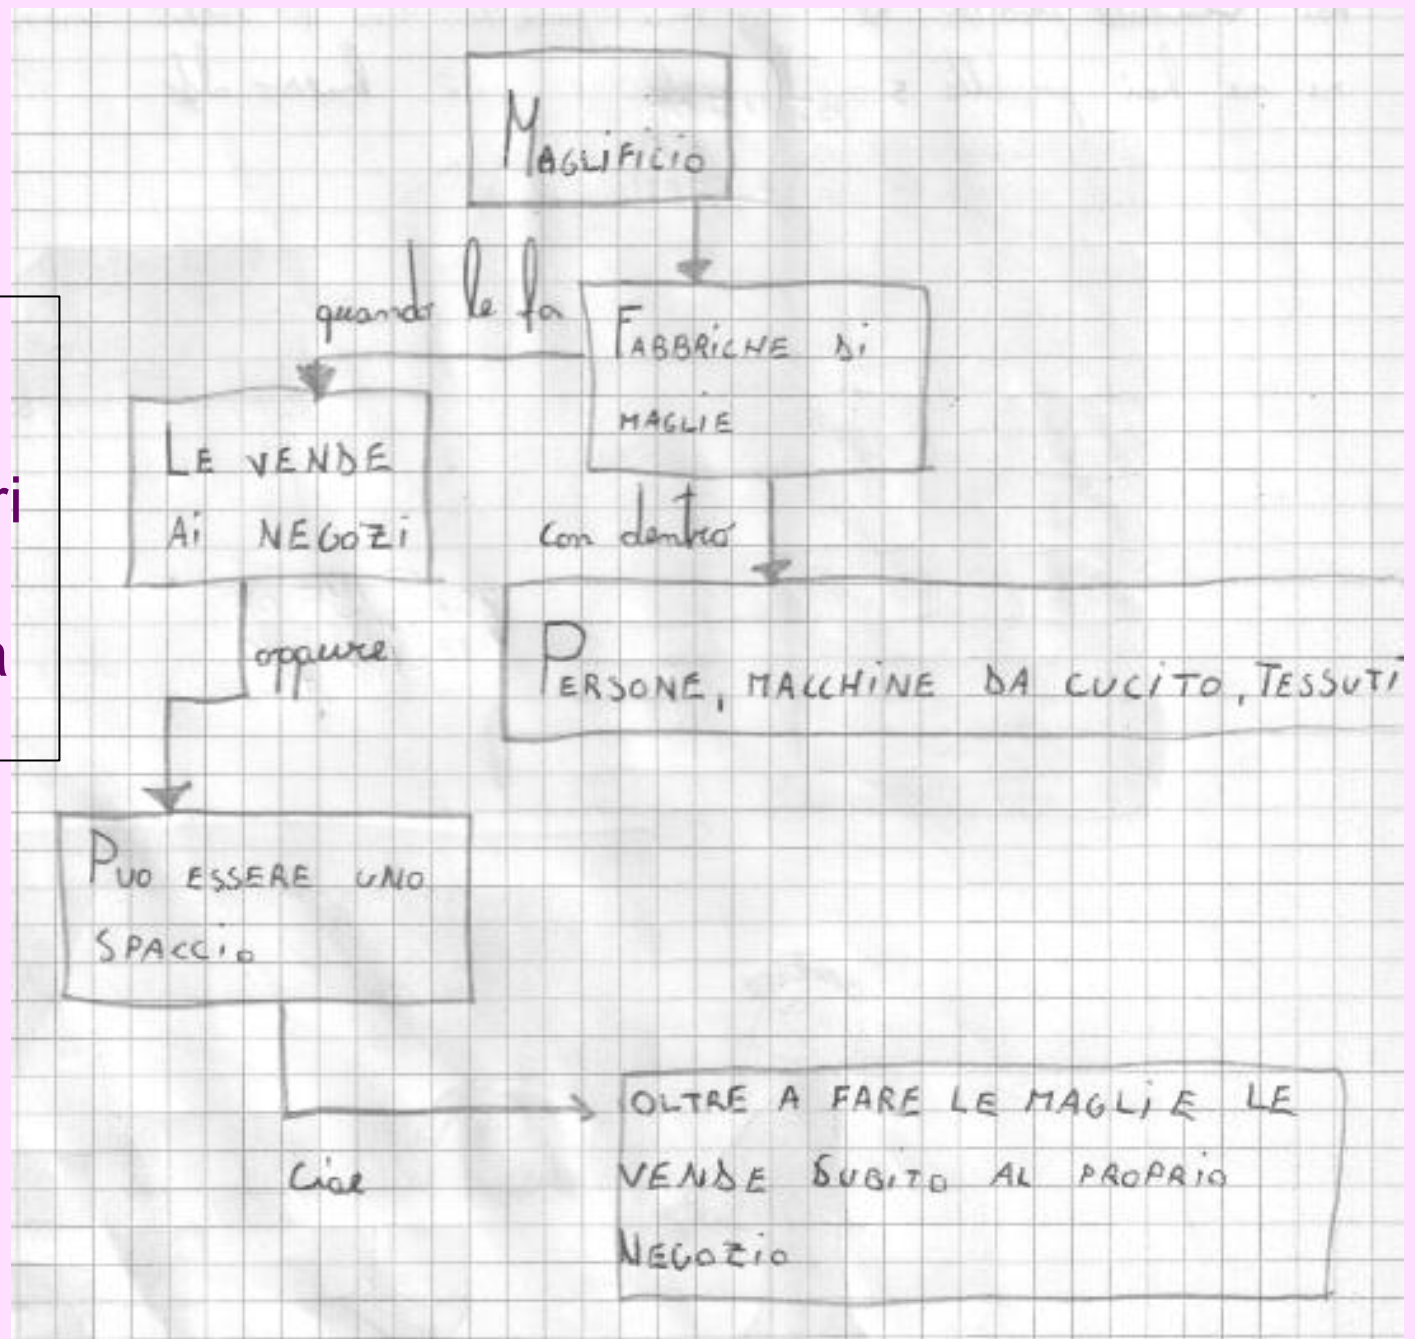 MAGLIFICIO
quando le fa
FABBRICHE DI
MAGLIE
LE VENDE
AI NEGOZI
con dentro
oppure
PERSONE, MACCHINE DA CUCITO, TESSUTI
PUO ESSERE UNO
SPACCIO
cioe
OLTRE A FARE LE MAGLIE LE
VENDE SUBITO AL PROPRIO
NEGOZIO
ri
a